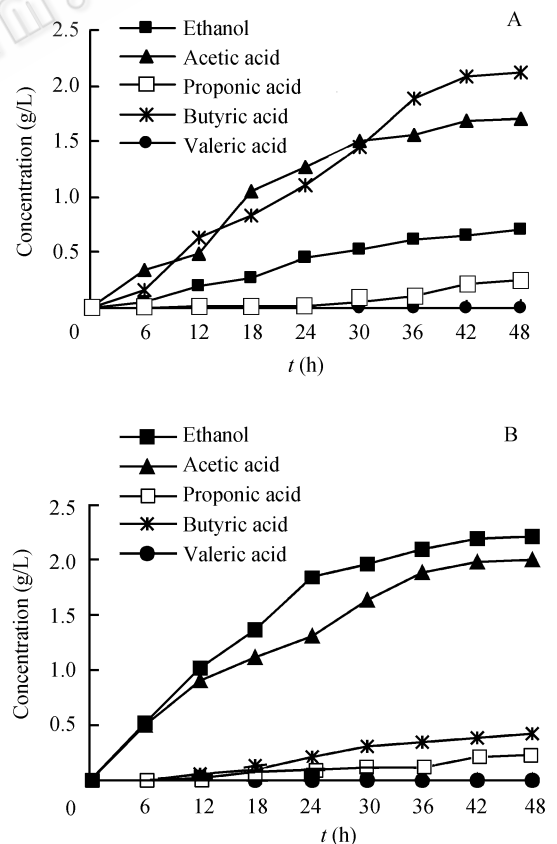 A
Ethanol
Acetic acid
Proponic acid
Butyric acid
Valeric acid
2.5
2.0
1.5
1.0
0.5
0
Concentration (g/L)
6 12 18 24 30 36 42 48
t (h)
B
Ethanol
Acetic acid
Proponic acid
Butyric acid
Valeric acid
2.5
2.0
1.5
1.0
0.5
0
Concentration (g/L)
6 12 18 24 30 36 42 48
t (h)